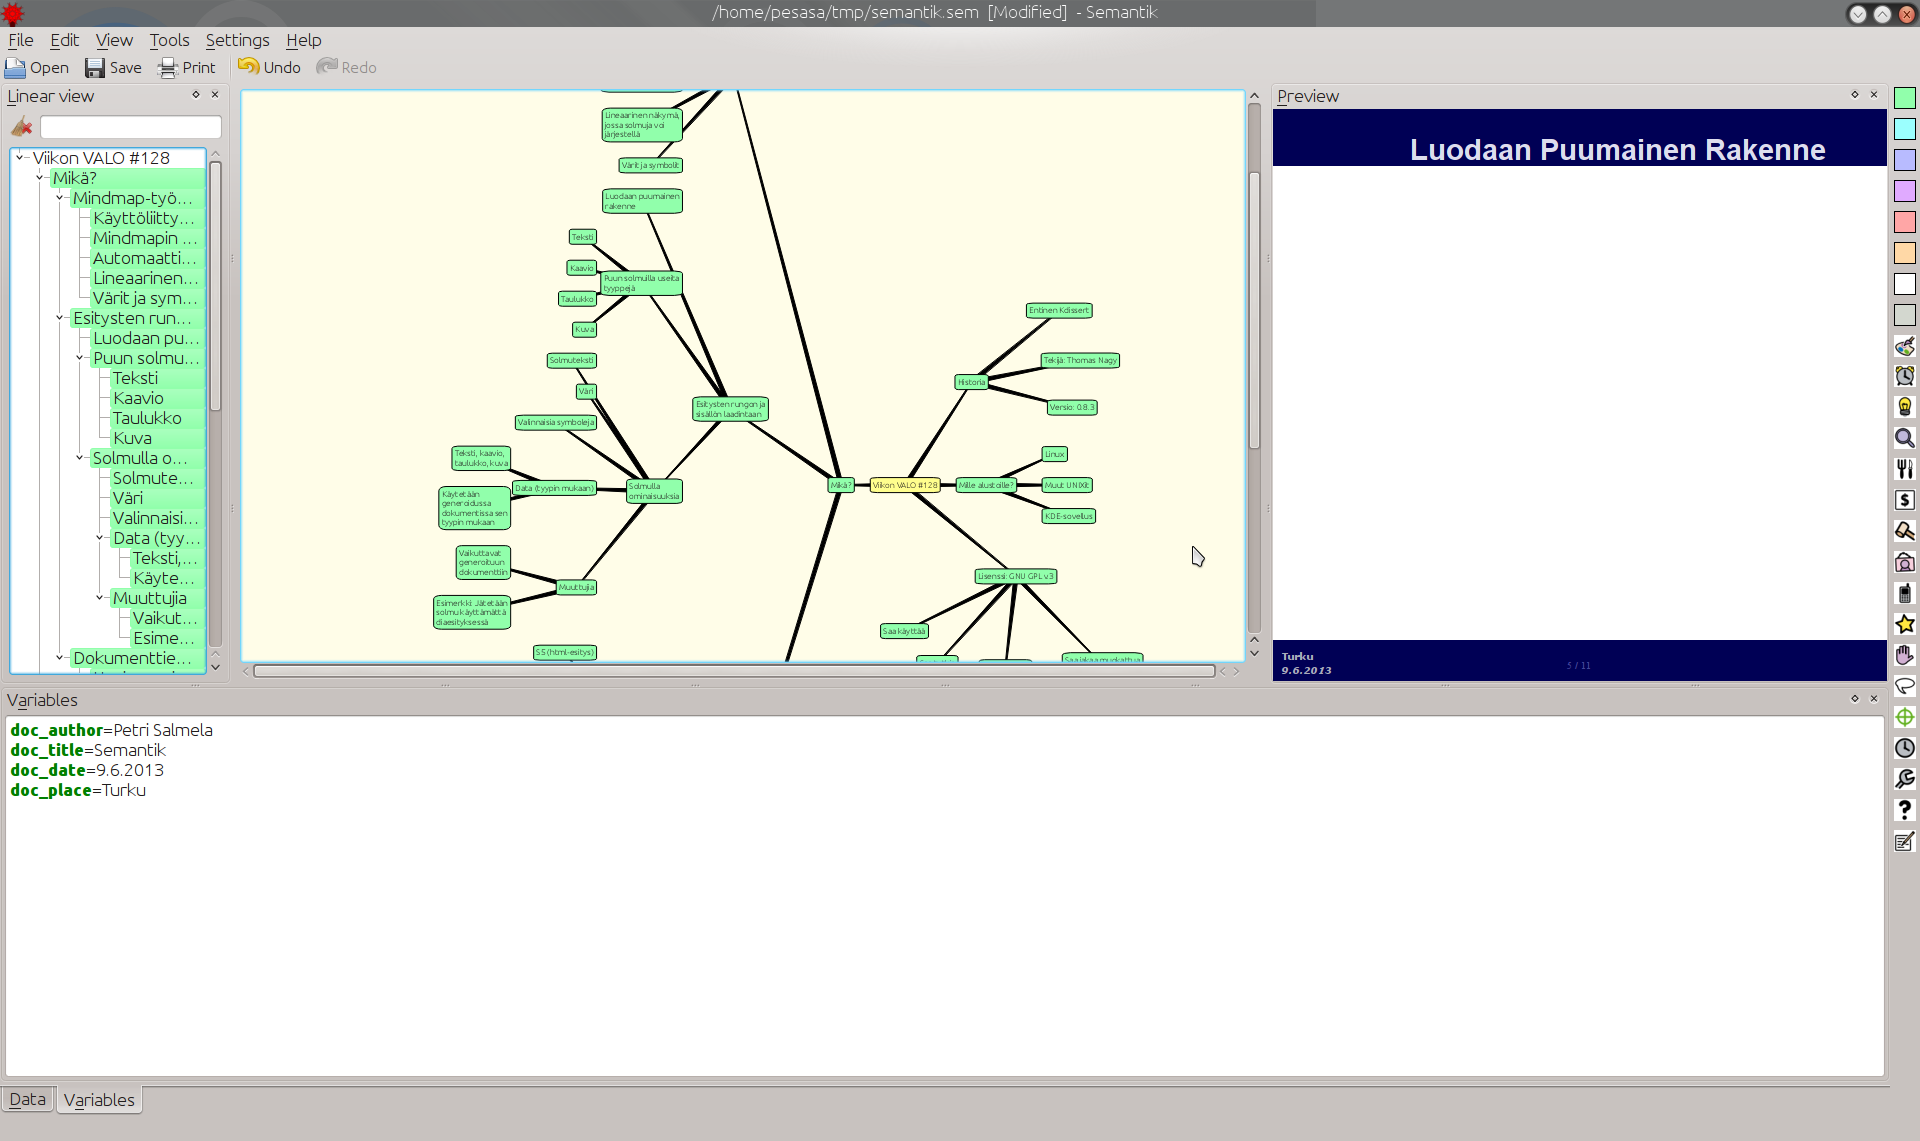 /home/pesasa/tmp/semantik.sem [Modified] - Semantik
File Edit View Tools Settings Help
Open Save Print Undo Redo
Linear view
Viikon VALO #128
Mikä?
Mindmap-työ...
Käyttöliitty...
Mindmapin ...
Automaatti...
Lineaarinen...
Värit ja sym...
Esitysten run...
Luodaan pu...
Puun solmu...
Teksti
Kaavio
Taulukko
Kuva
Solmulla o...
Solmute...
Väri
Valinnaisi...
Data (tyy...
Teksti,...
Käyte...
Muuttujia
Vaikut...
Esime...
Dokumenttie...
Lineaarinen näkymä,
jossa solmuja voi
järjestellä
Värit ja symbolit
Luodaan puumainen
rakenne
Teksti
Kaavio
Taulukko
Kuva
Puun solmuilla useita
tyyppejä
Solmuteksti
Väri
Valinnaisia symboleja
Teksti, kaavio,
taulukko, kuva
Data (tyypin mukaan)
Käytetään
generoidussa
dokumentissa sen
tyypin mukaan
Solmulla
ominaisuuksia
Vaikuttavat
generoituun
dokumenttiin
Muuttujia
Esimerkki: Jätetään
solmu käyttämättä
diaesityksessä
S5 (html-esitys)
Esitysten rungon ja
sisällön laadintaan
Mikä?
Viikon VALO #128
Mille alustoille?
Linux
Muut UNIXit
KDE-sovellus
Historia
Entinen Kdissert
Tekijä: Thomas Nagy
Versio: 0.8.3
Lisenssi: GNU GPL v3
Saa käyttää
Saa jakaa muokattua
Preview
Luodaan Puumainen Rakenne
Turku
9.6.2013
5 / 11
Variables
doc_author=Petri Salmela
doc_title=Semantik
doc_date=9.6.2013
doc_place=Turku
Data Variables